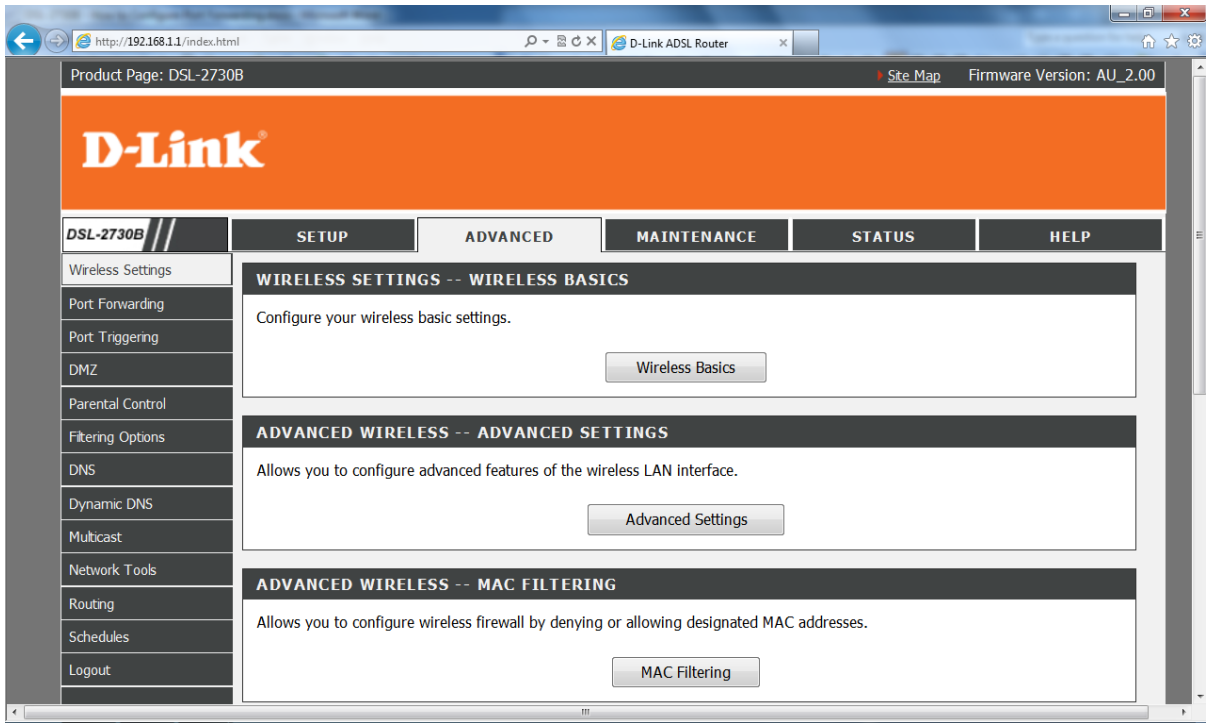 http://192.168.1.1/index.html
D-Link ADSL Router
Product Page: DSL-2730B
Site Map
Firmware Version: AU_2.00
D-Link®
DSL-2730B
SETUP
ADVANCED
MAINTENANCE
STATUS
HELP
Wireless Settings
Port Forwarding
Port Triggering
DMZ
Parental Control
Filtering Options
DNS
Dynamic DNS
Multicast
Network Tools
Routing
Schedules
Logout
WIRELESS SETTINGS -- WIRELESS BASICS
Configure your wireless basic settings.
Wireless Basics
ADVANCED WIRELESS -- ADVANCED SETTINGS
Allows you to configure advanced features of the wireless LAN interface.
Advanced Settings
ADVANCED WIRELESS -- MAC FILTERING
Allows you to configure wireless firewall by denying or allowing designated MAC addresses.
MAC Filtering